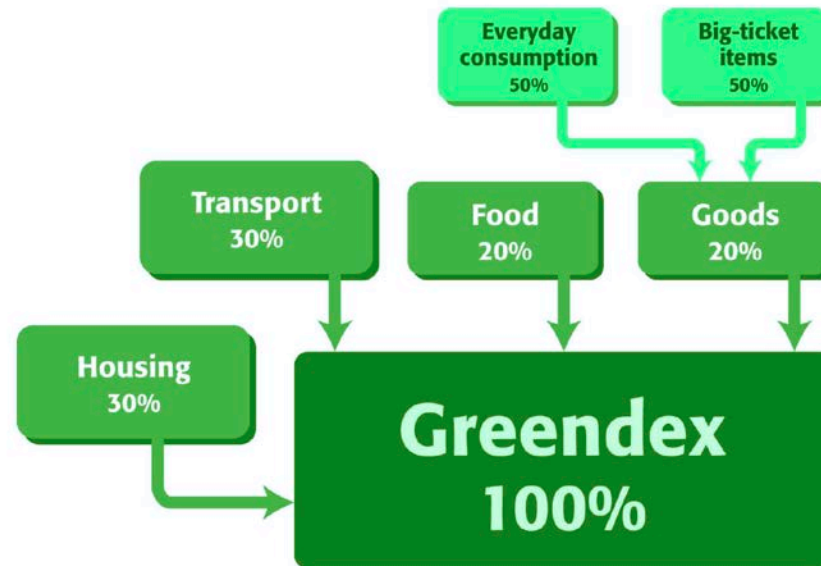 Everyday
consumption
50%
Big-ticket
items
50%
Transport
30%
Food
20%
Goods
20%
Housing
30%
Greendex
100%